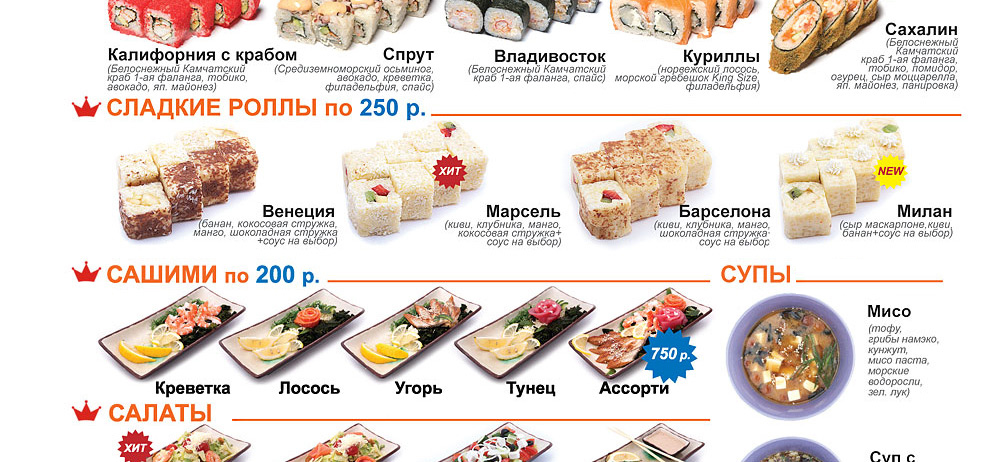 Калифорния с крабом
(Белоснежный Камчатский
краб 1-ая фаланга, тобико,
авокадо, яп. майонез)
Спрут
(Средиземноморский осьминог,
авокадо, креветка,
филадельфия, спайс)
Владивосток
(Белоснежный Камчатский
краб 1-ая фаланга, спайс)
Куриллы
(норвежский лосось,
морской гребешок King Size,
филадельфия)
Сахалин
(Белоснежный
Камчатский
краб 1-ая фаланга,
тобико, помидор,
огурец, сыр моццарелла,
яп. майонез, панировка)
СЛАДКИЕ РОЛЛЫ по 250 р.
ХИТ
NEW
Венеция
(банан, кокосовая стружка,
манго, шоколадная стружка
+соус на выбор)
Марсель
(киви, клубника, манго,
кокосовая стружка+
соус на выбор)
Барселона
(киви, клубника, манго,
шоколадная стружка
соус на выбор
Милан
(сыр маскарпоне,киви,
банан+соус на выбор)
САШИМИ по 200 р.
750 р.
Креветка
Лосось
Угорь
Тунец
Ассорти
СУПЫ
Мисо
(тофу,
грибы намэко,
кунжут,
мисо паста,
морские
водоросли,
зел. лук)
САЛАТЫ
ХИТ
Суп с